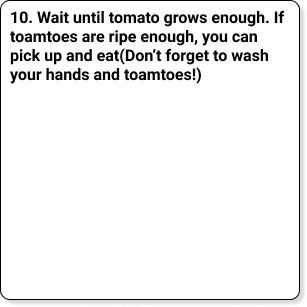 10. Wait until tomato grows enough. If
toamtoes are ripe enough, you can
pick up and eat(Don't forget to wash
your hands and toamtoes!)